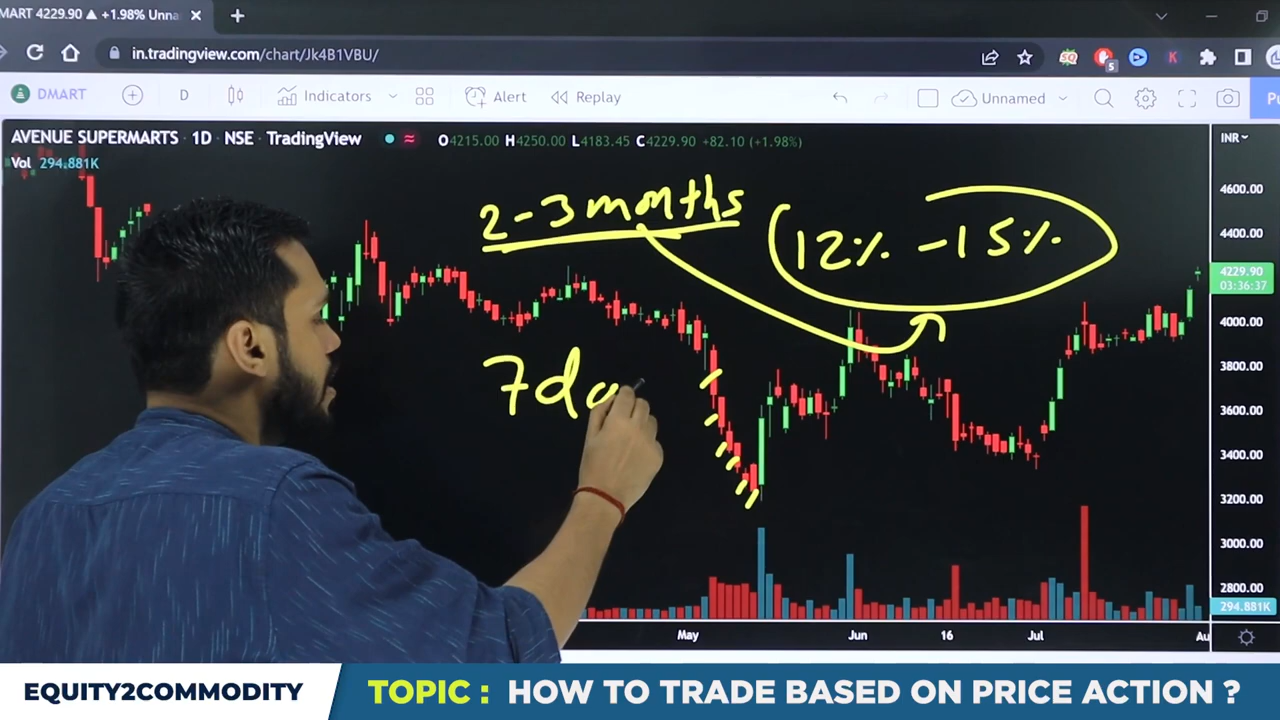 MART 4229.90 ▲ +1.98% Unna
in.tradingview.com/chart/Jk4B1VBU/
5
K
DMART
D
Indicators
Alert
Replay
Unnamed
AVENUE SUPERMARTS · 1D · NSE · TradingView
O4215.00 H4250.00 L4183.45 C4229.90 +82.10 (+1.98%)
INR
Vol 294.881K
2-3 months
12% -15%
7da
4600.00
4400.00
4229.90
03:36:37
4000.00
3800.00
3600.00
3400.00
3200.00
3000.00
2800.00
294.881K
May
Jun
16
Jul
Au
EQUITY2COMMODITY
TOPIC : HOW TO TRADE BASED ON PRICE ACTION ?